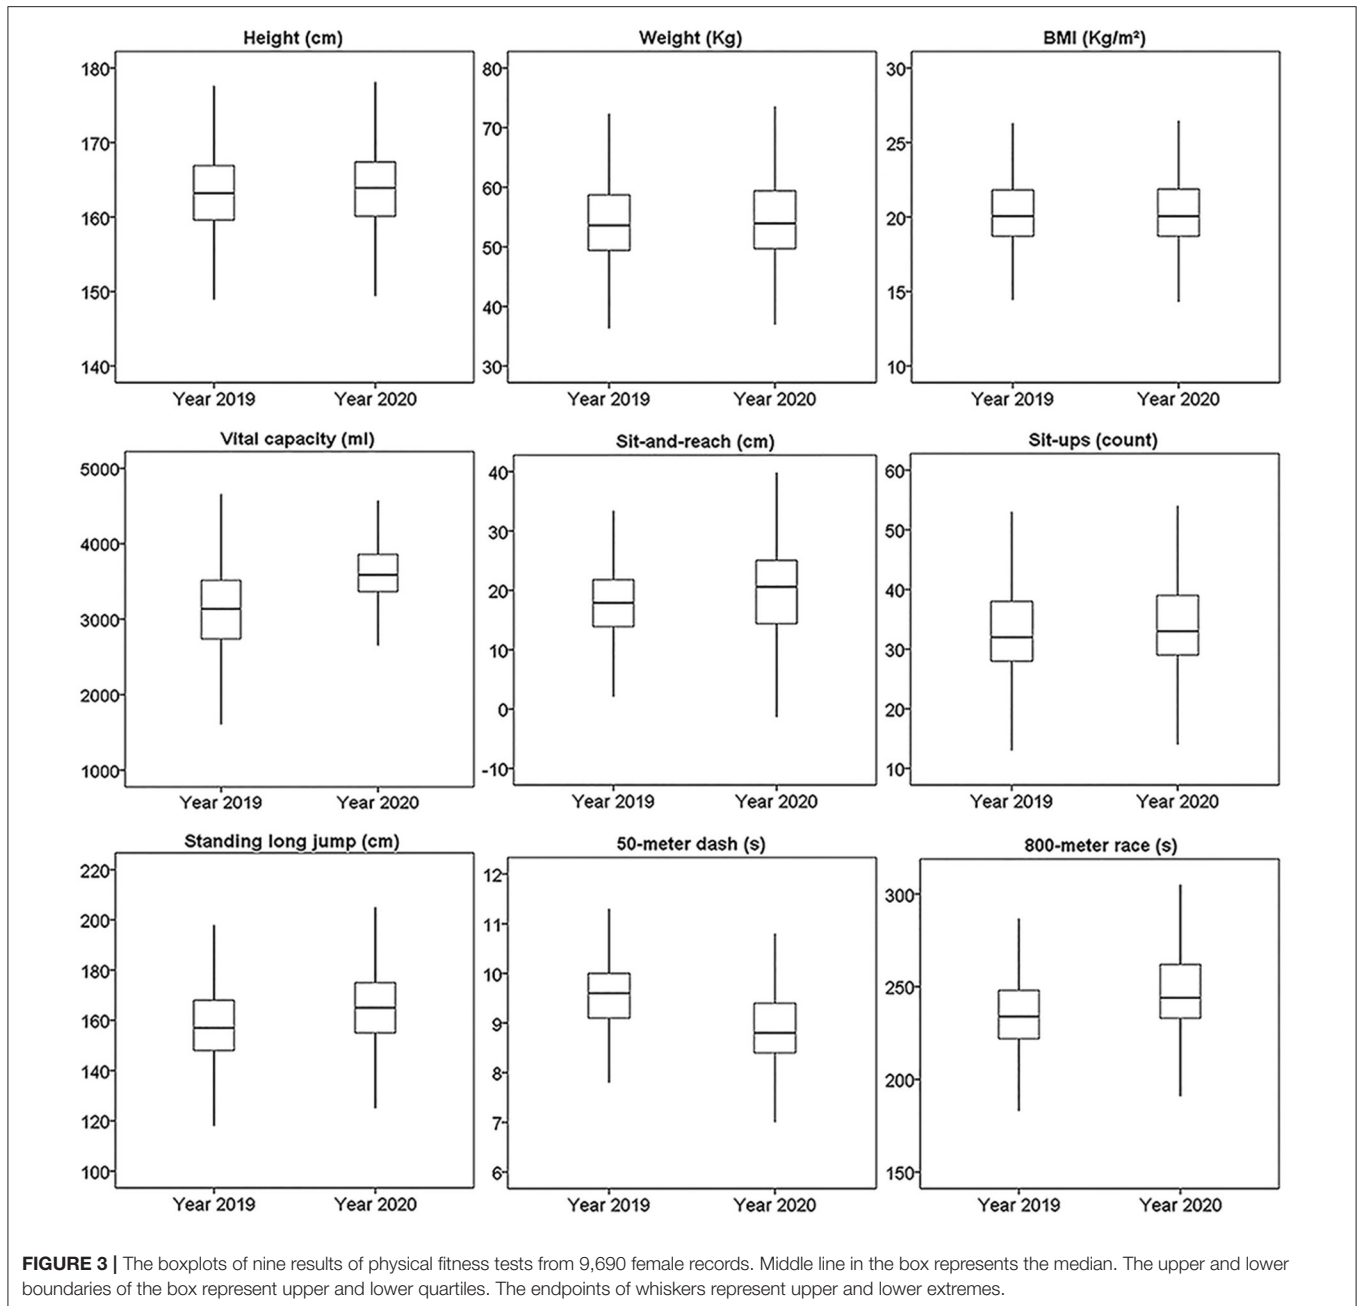 Height (cm)
180
170
160
150
140
Year 2019 Year 2020
Weight (Kg)
80
70
60
50
40
30
Year 2019 Year 2020
BMI (Kg/m²)
30
25
20
15
10
Year 2019 Year 2020
Vital capacity (ml)
5000
4000
3000
2000
1000
Year 2019 Year 2020
Sit-and-reach (cm)
40
30
20
10
0
-10
Year 2019 Year 2020
Sit-ups (count)
60
50
40
30
20
10
Year 2019 Year 2020
Standing long jump (cm)
220
200
180
160
140
120
100
Year 2019 Year 2020
50-meter dash (s)
12
11
10
9
8
7
6
Year 2019 Year 2020
800-meter race (s)
300
250
200
150
Year 2019 Year 2020
FIGURE 3 | The boxplots of nine results of physical fitness tests from 9,690 female records. Middle line in the box represents the median. The upper and lower
boundaries of the box represent upper and lower quartiles. The endpoints of whiskers represent upper and lower extremes.